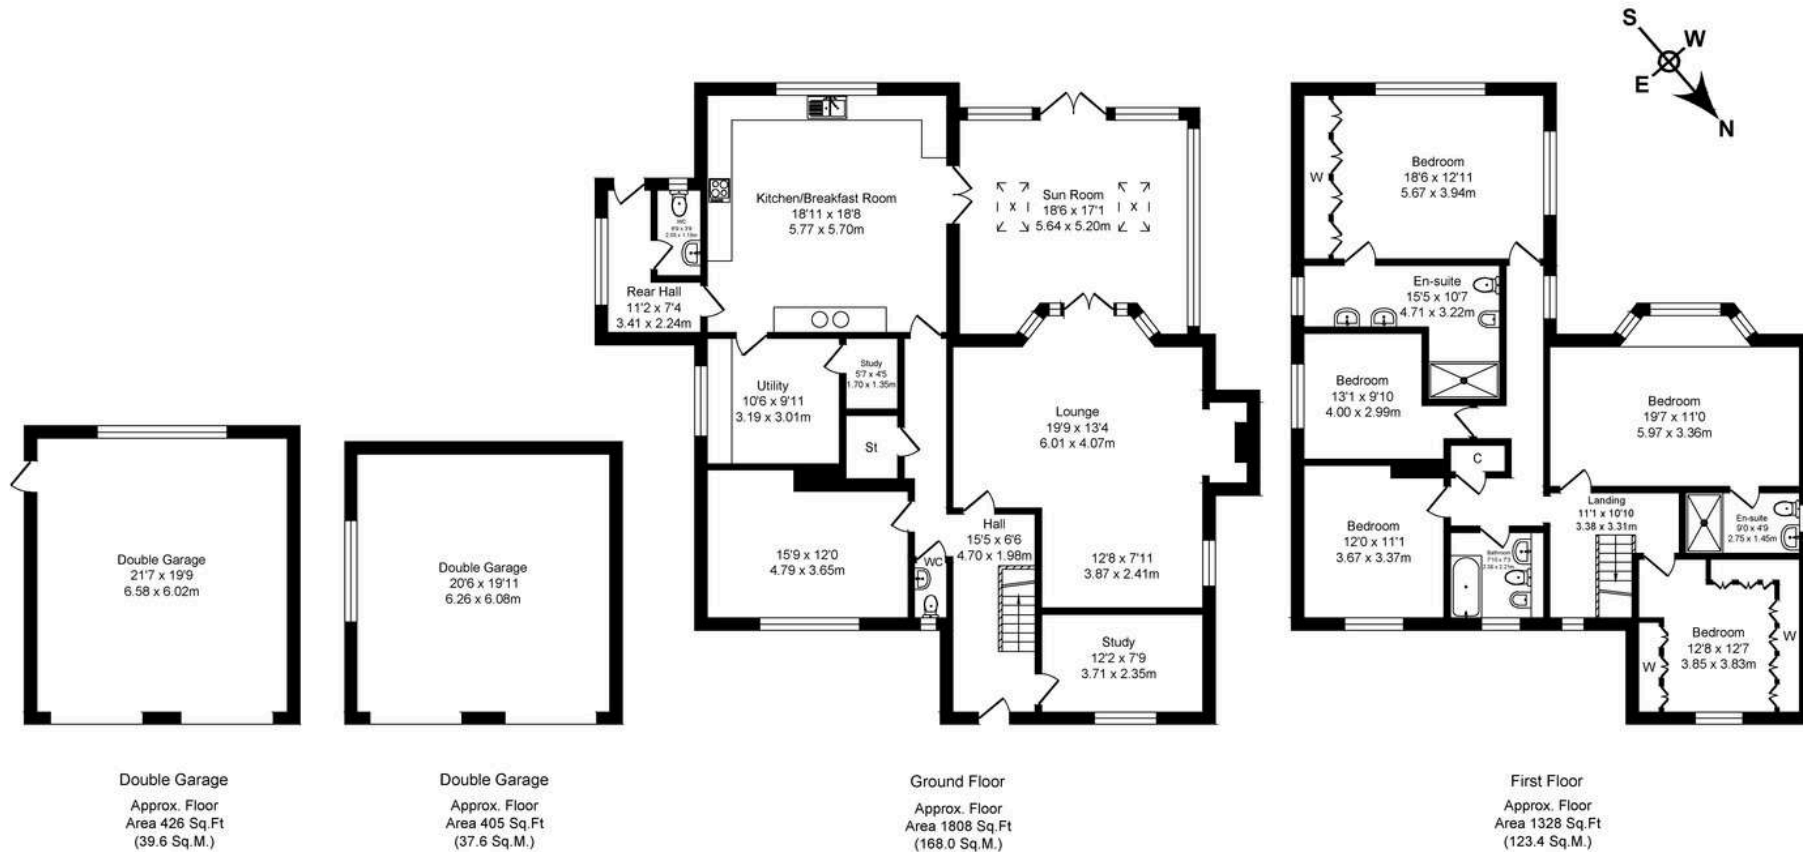 S
W
E
N
Kitchen/Breakfast Room
18'11 x 18'8
5.77 x 5.70m
Sun Room
18'6 x 17'1
5.64 x 5.20m
x
x
WC
Rear Hall
11'2 x 7'4
3.41 x 2.24m
Utility
10'6 x 9'11
3.19 x 3.01m
Study
5'7 x 4'5
1.70 x 1.35m
St
Lounge
19'9 x 13'4
6.01 x 4.07m
15'9 x 12'0
4.79 x 3.65m
WC
Hall
15'5 x 6'6
4.70 x 1.98m
12'8 x 7'11
3.87 x 2.41m
Study
12'2 x 7'9
3.71 x 2.35m
Double Garage
21'7 x 19'9
6.58 x 6.02m
Double Garage
20'6 x 19'11
6.26 x 6.08m
W
Bedroom
18'6 x 12'11
5.67 x 3.94m
En-suite
15'5 x 10'7
4.71 x 3.22m
Bedroom
13'1 x 9'10
4.00 x 2.99m
Bedroom
19'7 x 11'0
5.97 x 3.36m
C
Bedroom
12'0 x 11'1
3.67 x 3.37m
Landing
11'1 x 10'10
3.38 x 3.31m
En-suite
9'0 x 4'9
2.75 x 1.45m
Bathroom
W
Bedroom
12'8 x 12'7
3.85 x 3.83m
W
Double Garage
Approx. Floor
Area 426 Sq.Ft
(39.6 Sq.M.)
Double Garage
Approx. Floor
Area 405 Sq.Ft
(37.6 Sq.M.)
Ground Floor
Approx. Floor
Area 1808 Sq.Ft
(168.0 Sq.M.)
First Floor
Approx. Floor
Area 1328 Sq.Ft
(123.4 Sq.M.)